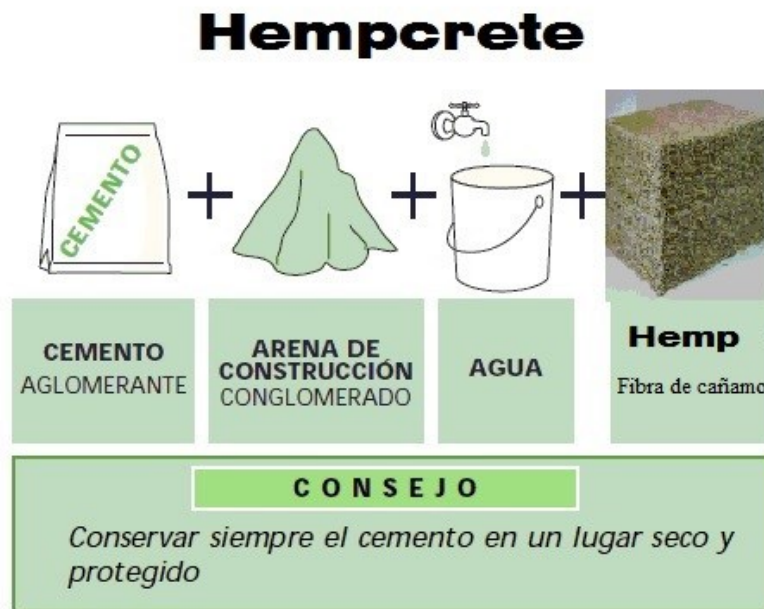 Hempcrete
CEMENTO
CEMENTO
AGLOMERANTE
ARENA DE
CONSTRUCCIÓN
CONGLOMERADO
AGUA
Hemp
Fibra de cáñamo
CONSEJO
Conservar siempre el cemento en un lugar seco y
protegido